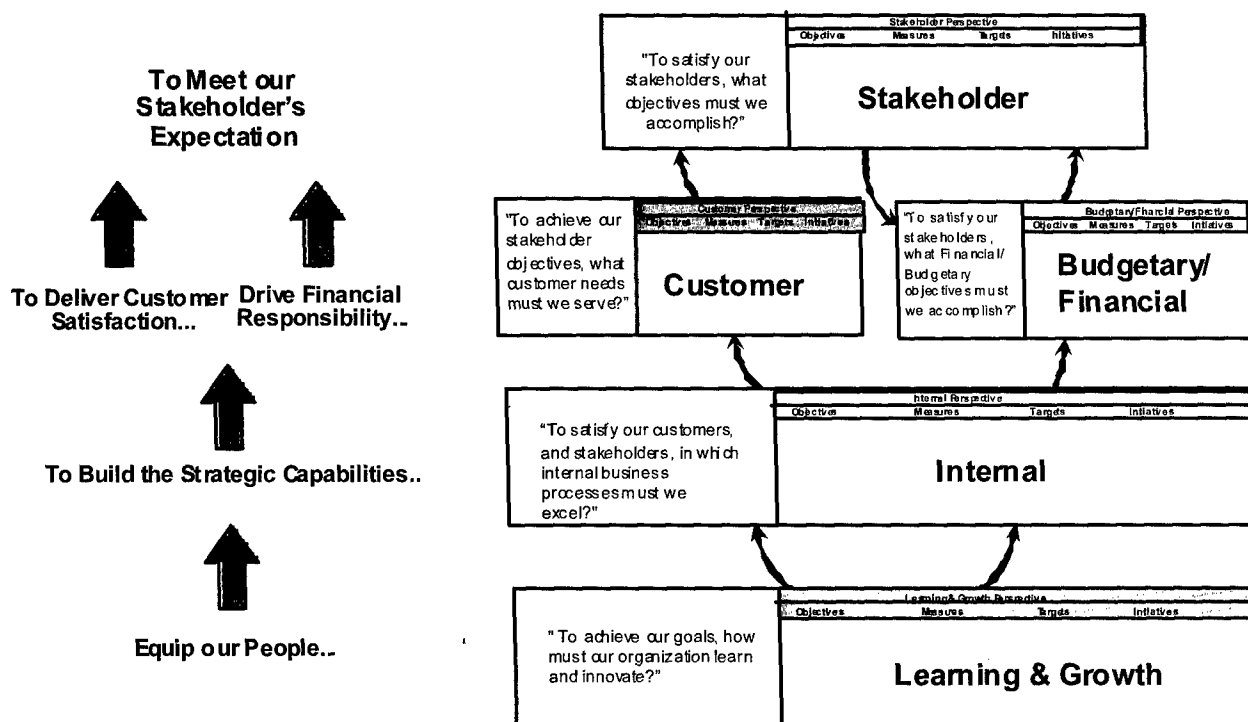 To Meet our
Stakeholder's
Expectation
To Deliver Customer
Satisfaction...
Drive Financial
Responsibility...
To Build the Strategic Capabilities..
Equip our People...
Stakeholder Perspective
Objectives Measures Targets Initiatives
"To satisfy our
stakeholders, what
objectives must we
accomplish?"
Stakeholder
Customer Perspective
Objectives Measures Targets Initiatives
"To achieve our
stakeholder
objectives, what
customer needs
must we serve?"
Customer
Budgetary/Financial Perspective
Objectives Measures Targets Initiatives
"To satisfy our
stakeholders,
what Financial/
Budgetary
objectives must
we accomplish?"
Budgetary/
Financial
Internal Perspective
Objectives Measures Targets Initiatives
"To satisfy our customers,
and stakeholders, in which
internal business
processes must we
excel?"
Internal
Learning & Growth Perspective
Objectives Measures Targets Initiatives
"To achieve our goals, how
must our organization learn
and innovate?"
Learning & Growth